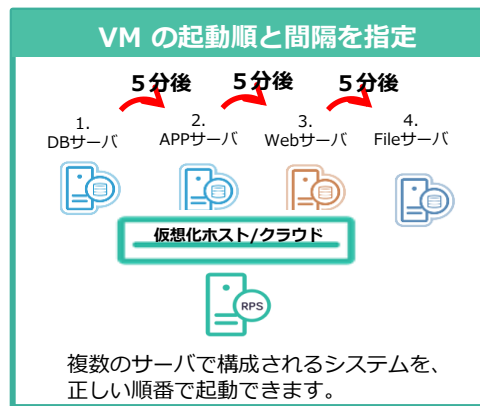 VM の起動順と間隔を指定
5分後 5分後 5分後
1. 2. 3. 4.
DBサーバ APPサーバ Webサーバ Fileサーバ
仮想化ホスト/クラウド
RPS
複数のサーバで構成されるシステムを、
正しい順番で起動できます。